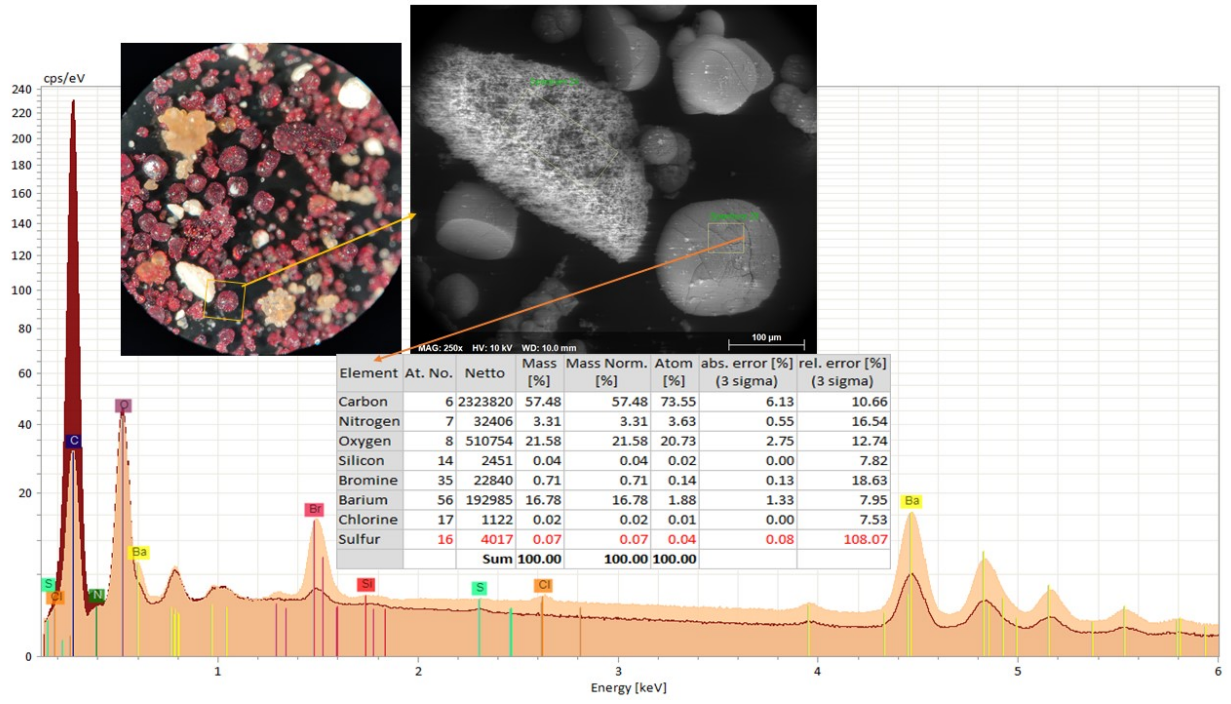 cps/eV
240
220
200
180
160
140
120
100
80
60
40
20
0
MAG: 250x HV: 10 kV WD: 10.0 mm
100 µm
Element At. No. Netto Mass [%] Mass Norm. [%] Atom [%] abs. error [%] (3 sigma) rel. error [%] (3 sigma)
Carbon 6 2323820 57.48 57.48 73.55 6.13 10.66
Nitrogen 7 32406 3.31 3.31 3.63 0.55 16.54
Oxygen 8 510754 21.58 21.58 20.73 2.75 12.74
Silicon 14 2451 0.04 0.04 0.02 0.00 7.82
Bromine 35 22840 0.71 0.71 0.14 0.13 18.63
Barium 56 192985 16.78 16.78 1.88 1.33 7.95
Chlorine 17 1122 0.02 0.02 0.01 0.00 7.53
Sulfur 16 4017 0.07 0.07 0.04 0.08 108.07
Sum 100.00 100.00 100.00
O
C
Br
Ba
Ba
S
Cl
N
Si
S
Cl
1 2 3 4 5 6
Energy [keV]